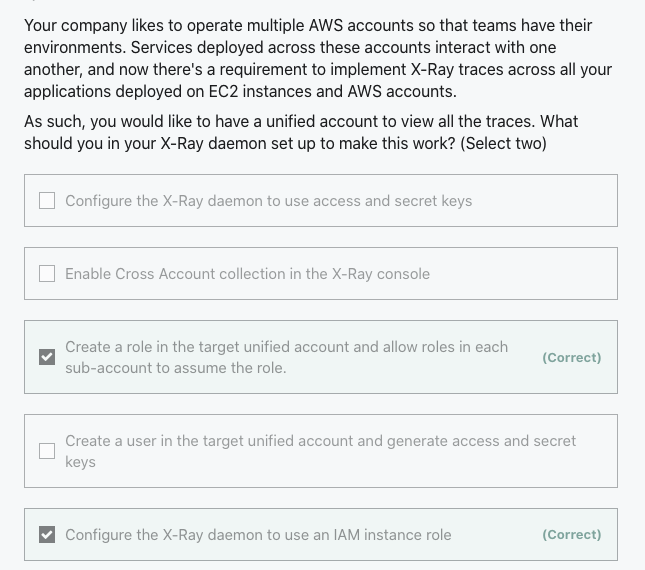 Your company likes to operate multiple AWS accounts so that teams have their
environments. Services deployed across these accounts interact with one
another, and now there's a requirement to implement X-Ray traces across all your
applications deployed on EC2 instances and AWS accounts.
As such, you would like to have a unified account to view all the traces. What
should you in your X-Ray daemon set up to make this work? (Select two)
Configure the X-Ray daemon to use access and secret keys
Enable Cross Account collection in the X-Ray console
Create a role in the target unified account and allow roles in each
sub-account to assume the role.
(Correct)
Create a user in the target unified account and generate access and secret
keys
Configure the X-Ray daemon to use an IAM instance role
(Correct)